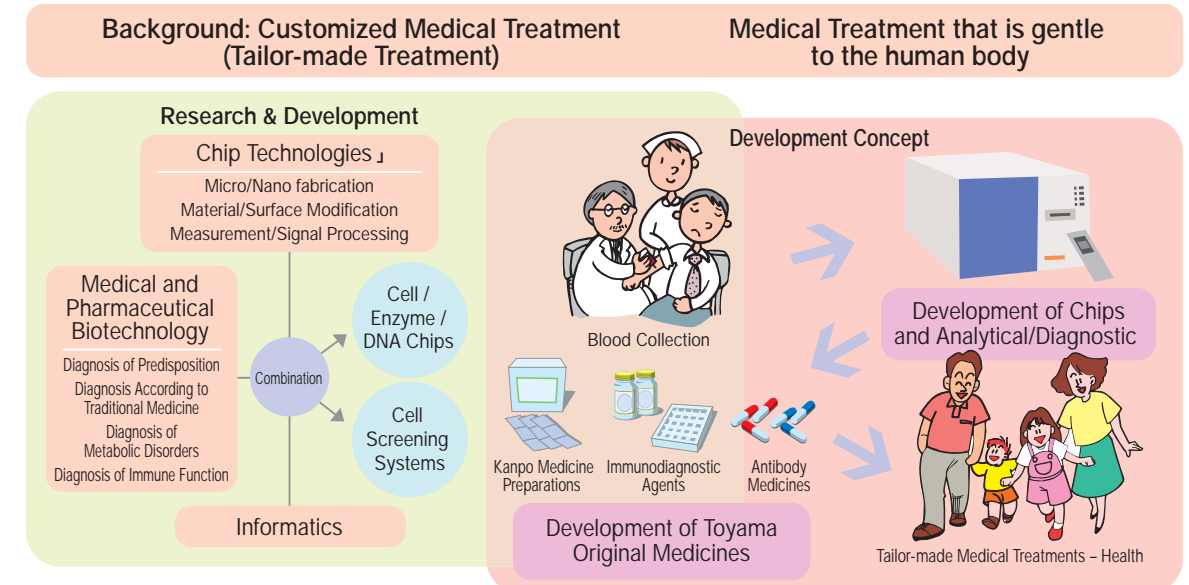 Background: Customized Medical Treatment
(Tailor-made Treatment)
Medical Treatment that is gentle
to the human body
Research & Development
Chip Technologies」
Micro/Nano fabrication
Material/Surface Modification
Measurement/Signal Processing
Medical and
Pharmaceutical
Biotechnology
Diagnosis of Predisposition
Diagnosis According to
Traditional Medicine
Diagnosis of
Metabolic Disorders
Diagnosis of Immune Function
Combination
Cell /
Enzyme /
DNA Chips
Cell
Screening
Systems
Informatics
Development Concept
Blood Collection
Development of Chips
and Analytical/Diagnostic
Kanpo Medicine
Preparations
Immunodiagnostic
Agents
Antibody
Medicines
Development of Toyama
Original Medicines
Tailor-made Medical Treatments – Health